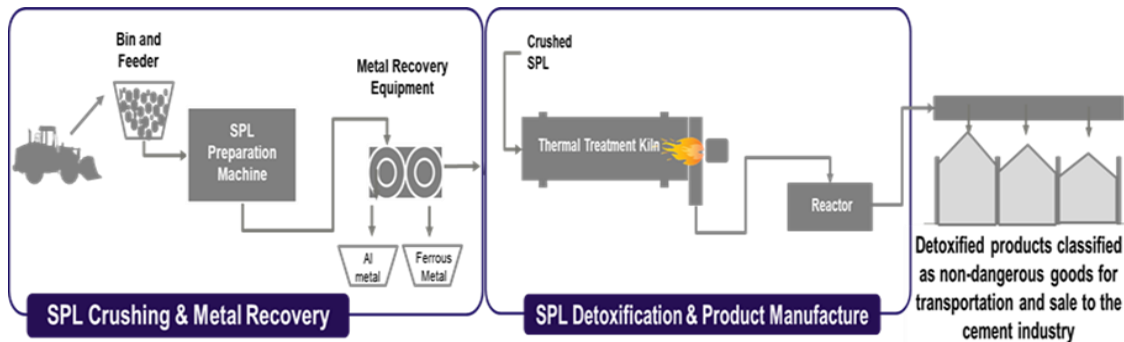 Bin and
Feeder
SPL
Preparation
Machine
Metal Recovery
Equipment
Al
metal
Ferrous
Metal
SPL Crushing & Metal Recovery
Crushed
SPL
Thermal Treatment Kiln
Reactor
SPL Detoxification & Product Manufacture
Detoxified products classified
as non-dangerous goods for
transportation and sale to the
cement industry